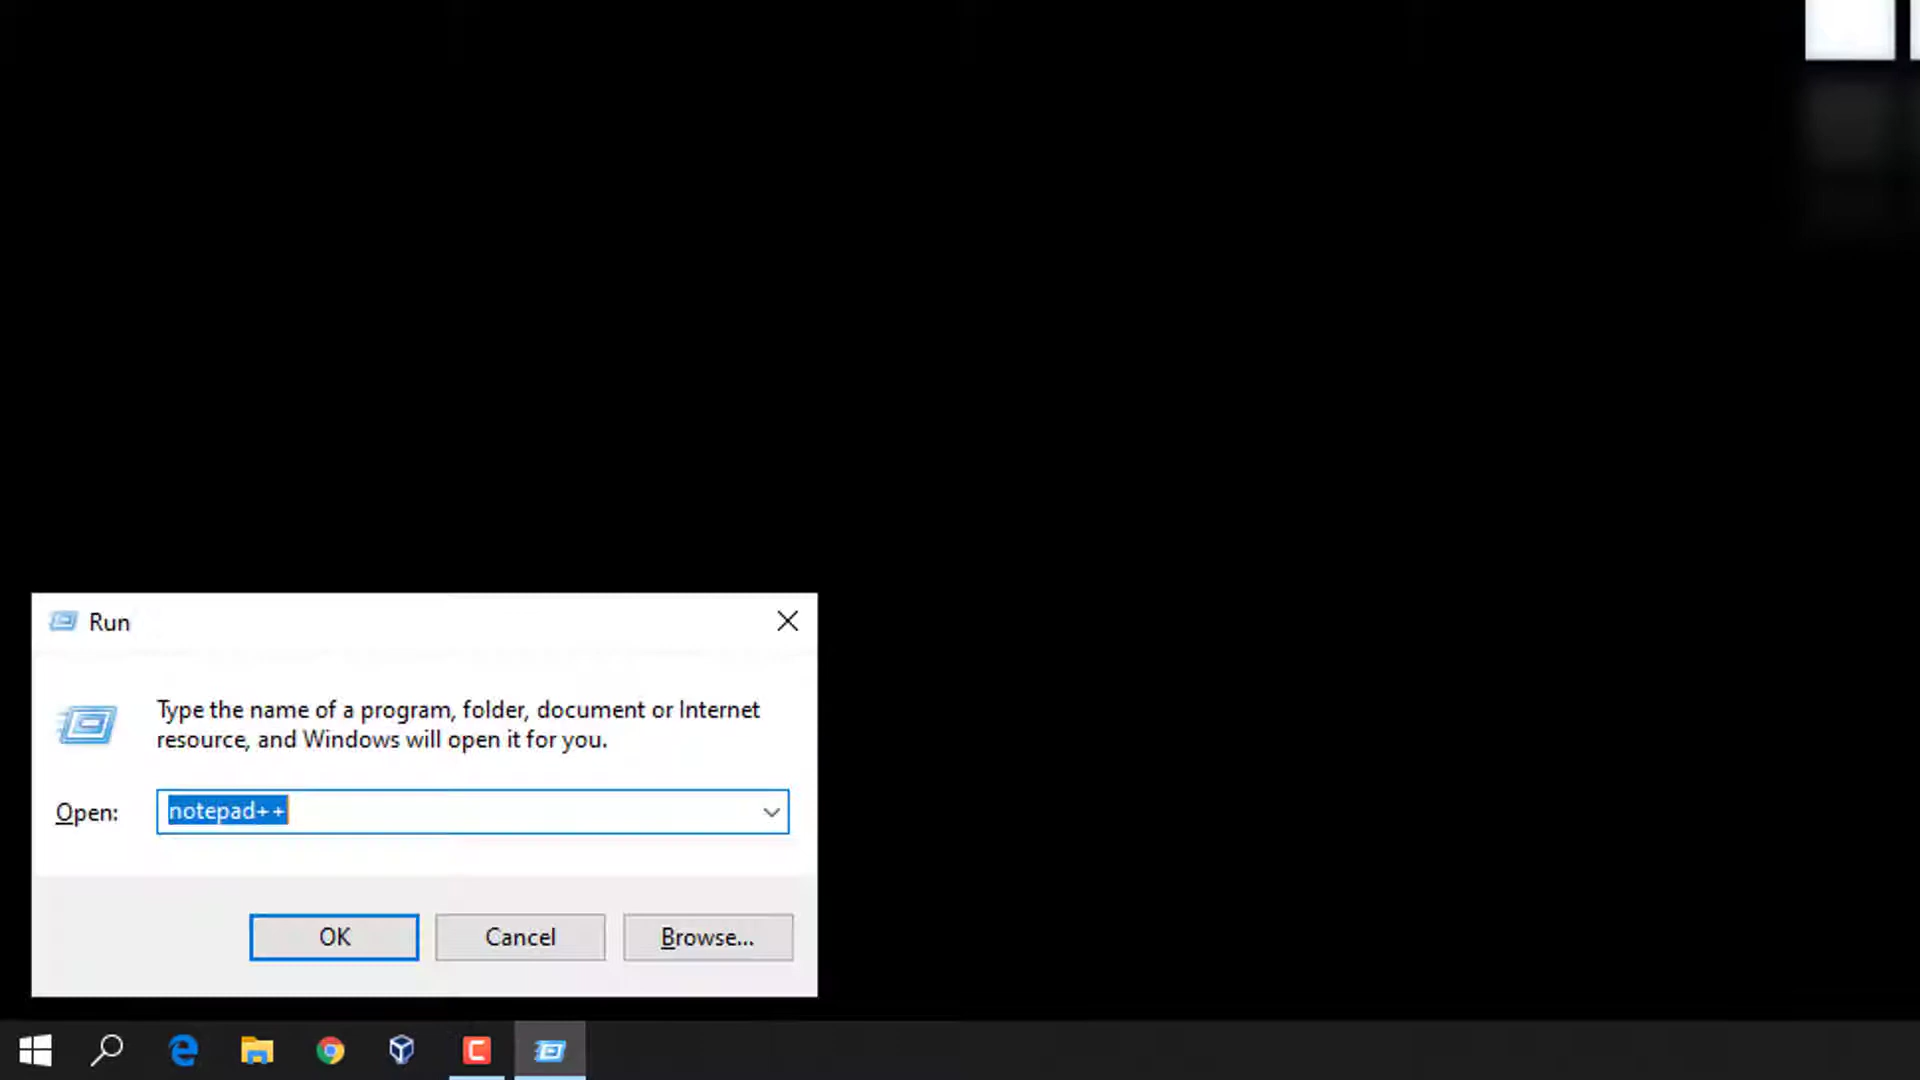 Run
Type the name of a program, folder, document or Internet
resource, and Windows will open it for you.
Open: notepad++
OK Cancel Browse...